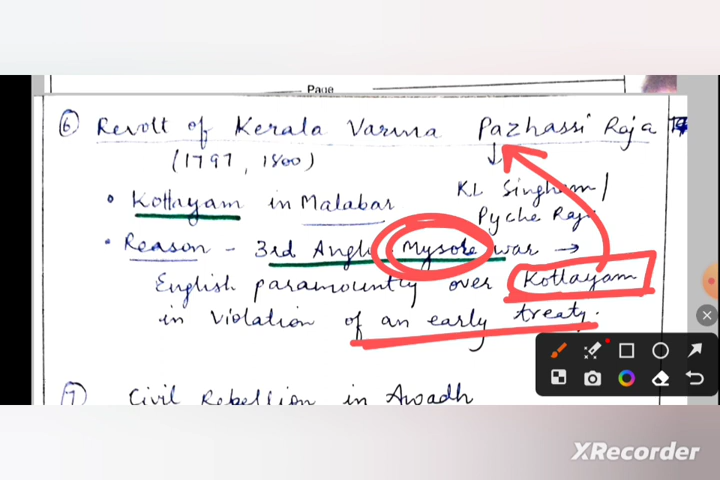 Page
⑥ Revolt of Kerala Varma Pazhassi Raja
(1797, 1800)
KL Singham/
Pyche Raja
• Kottayam in Malabar
• Reason - 3rd Anglo Mysore war →
English paramountly over Kottayam
in violation of an early treaty.
⑦ Civil Rebellion in Awadh
XRecorder